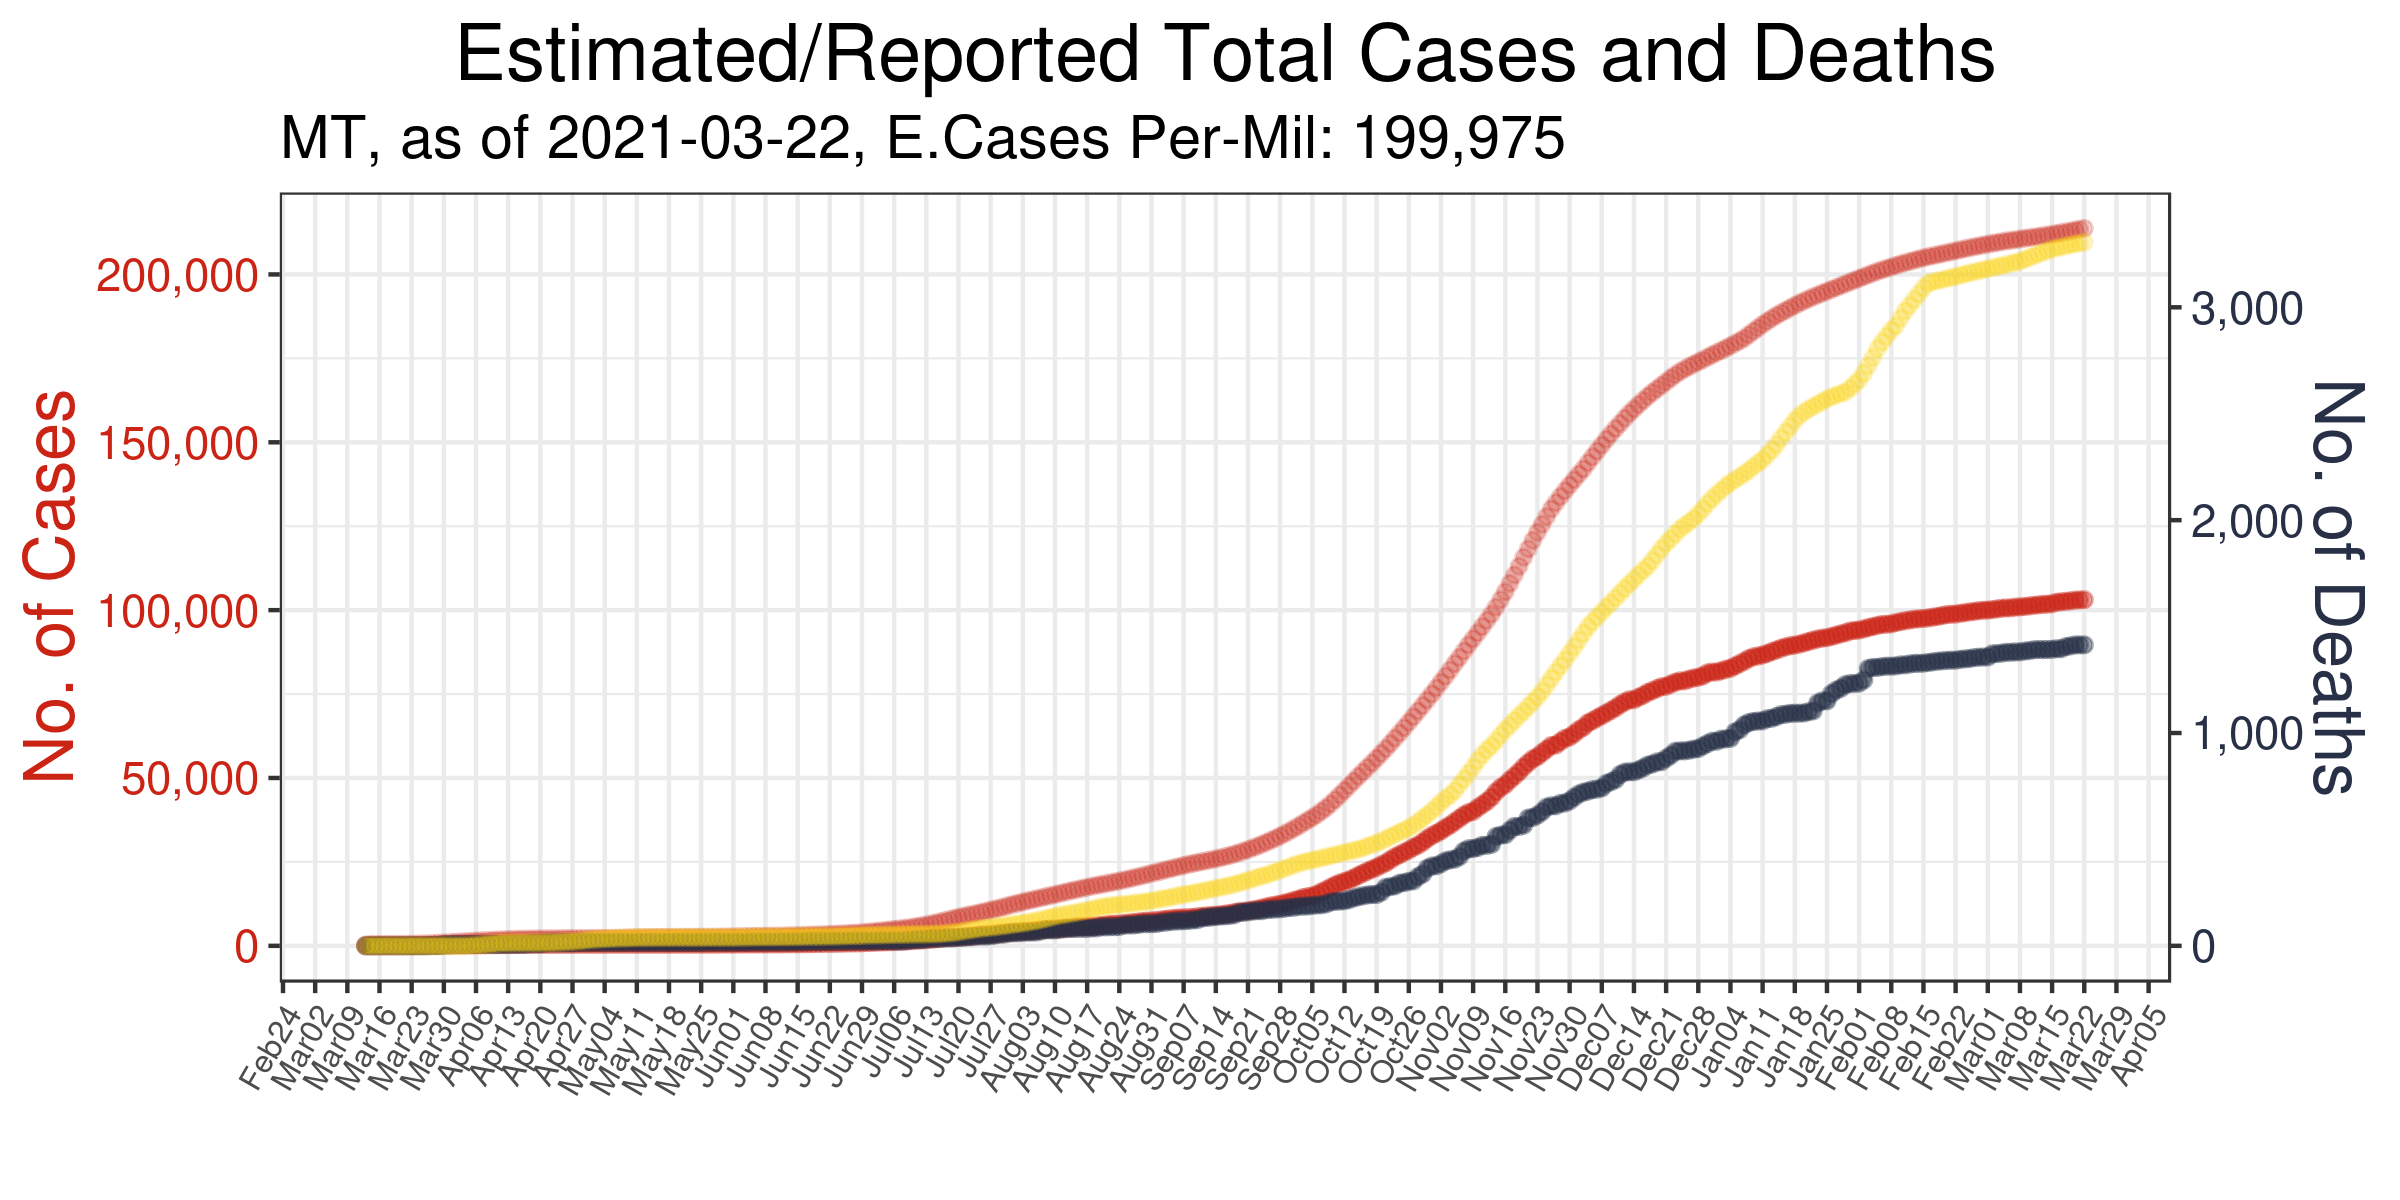 Estimated/Reported Total Cases and Deaths
MT, as of 2021-03-22, E.Cases Per-Mil: 199,975
No. of Cases
200,000
150,000
100,000
50,000
0
3,000
2,000
1,000
0
No. of Deaths
Feb24
Mar02
Mar09
Mar16
Mar23
Mar30
Apr06
Apr13
Apr20
Apr27
May04
May11
May18
May25
Jun01
Jun08
Jun15
Jun22
Jun29
Jul06
Jul13
Jul20
Jul27
Aug03
Aug10
Aug17
Aug24
Aug31
Sep07
Sep14
Sep21
Sep28
Oct05
Oct12
Oct19
Oct26
Nov02
Nov09
Nov16
Nov23
Nov30
Dec07
Dec14
Dec21
Dec28
Jan04
Jan11
Jan18
Jan25
Feb01
Feb08
Feb15
Feb22
Mar01
Mar08
Mar15
Mar22
Mar29
Apr05